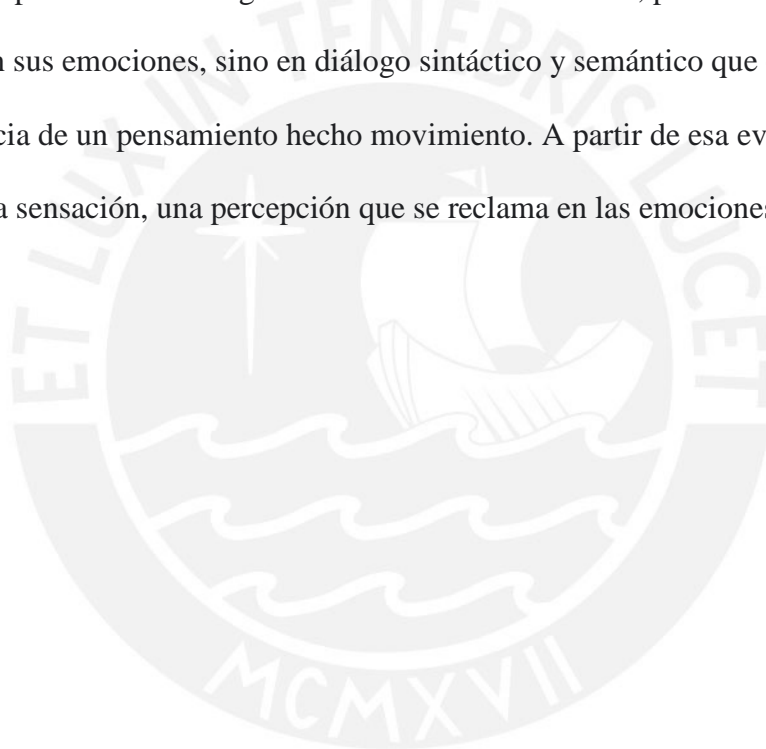 n sus emociones, sino en diálogo sintáctico y semántico que
cia de un pensamiento hecho movimiento. A partir de esa ev
a sensación, una percepción que se reclama en las emociones
ET LUX IN TENEBRIS LUCET
MCMXVII